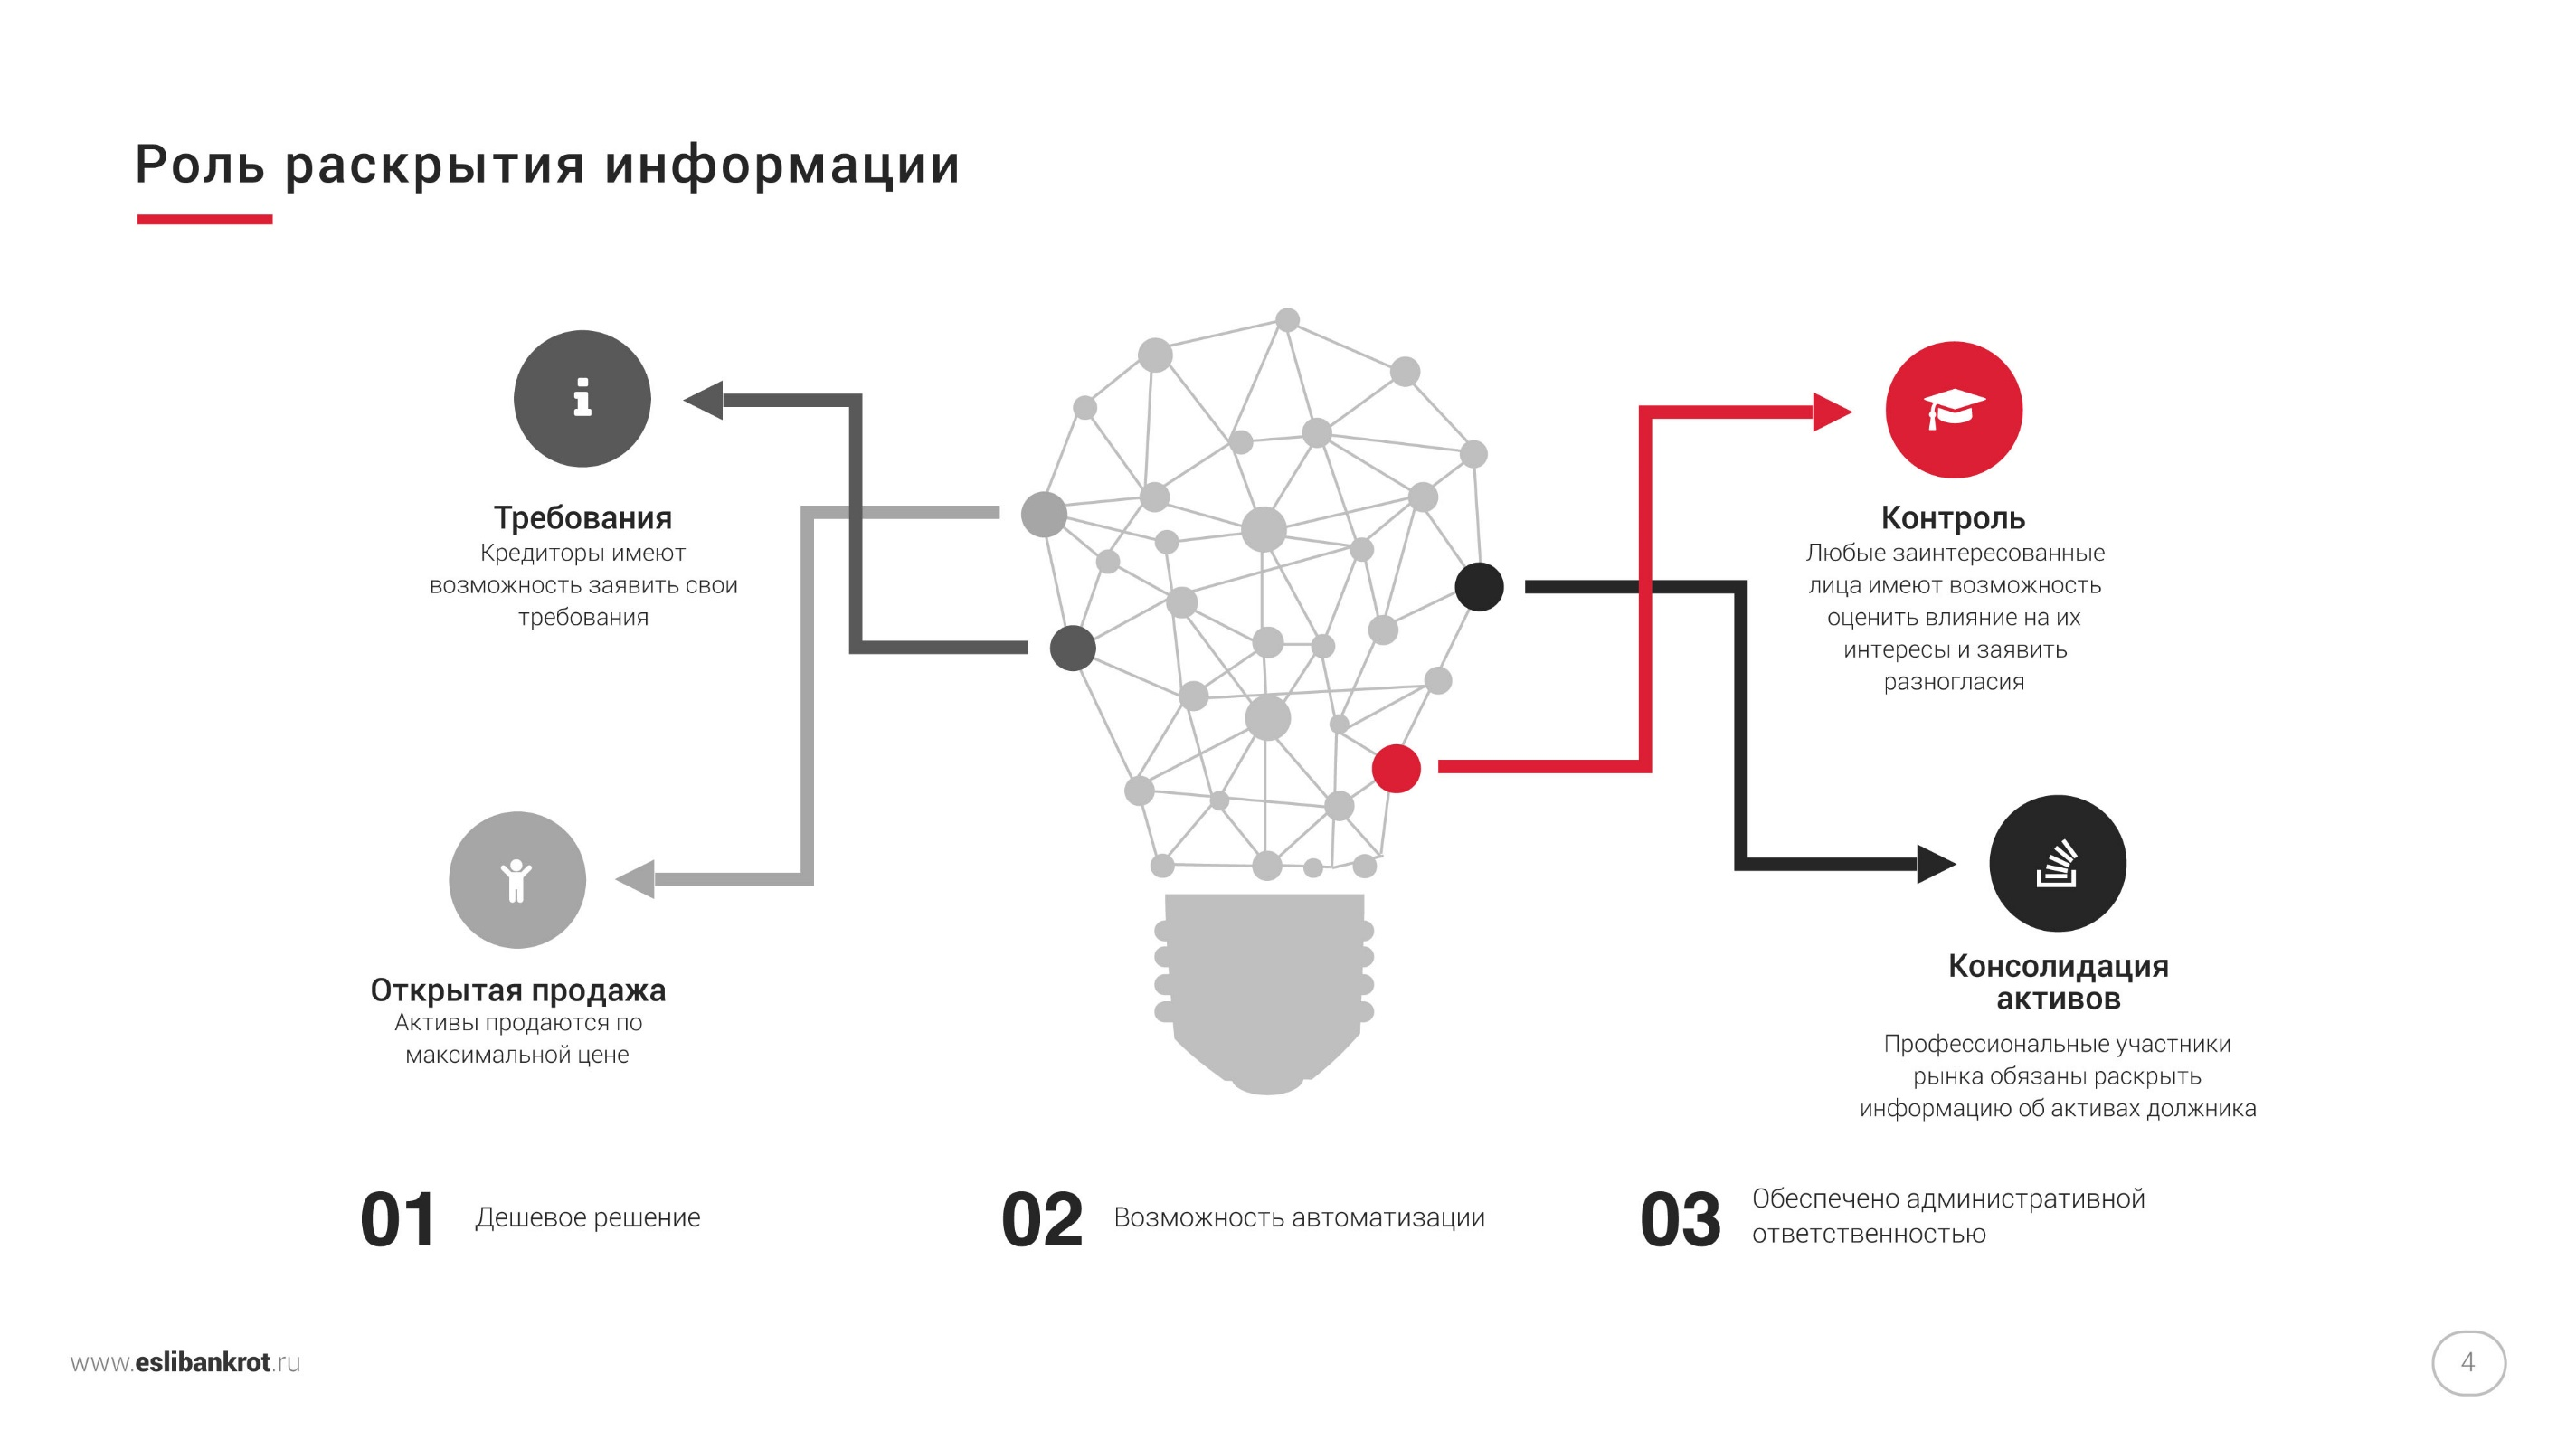 Роль раскрытия информации
Требования
Кредиторы имеют
возможность заявить свои
требования
Контроль
Любые заинтересованные
лица имеют возможность
оценить влияние на их
интересы и заявить
разногласия
Открытая продажа
Активы продаются по
максимальной цене
Консолидация
активов
Профессиональные участники
рынка обязаны раскрыть
информацию об активах должника
01 Дешевое решение
02 Возможность автоматизации
03 Обеспечено административной
ответственностью
www.eslibankrot.ru
4